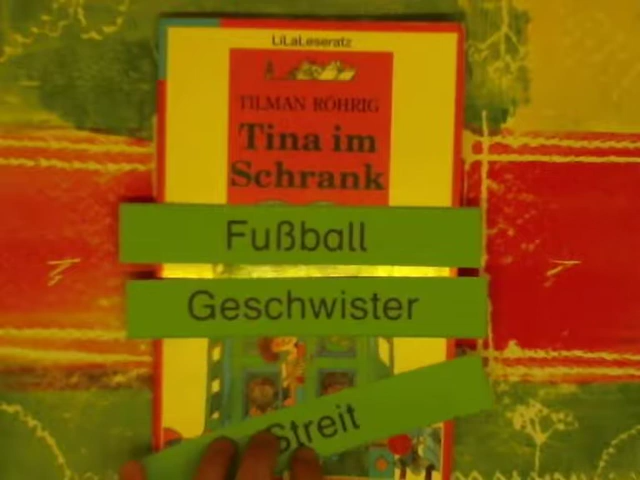 LiLaLeseratz
TILMAN RÖHRIG
Tina im
Schrank
Fußball
Geschwister
Streit